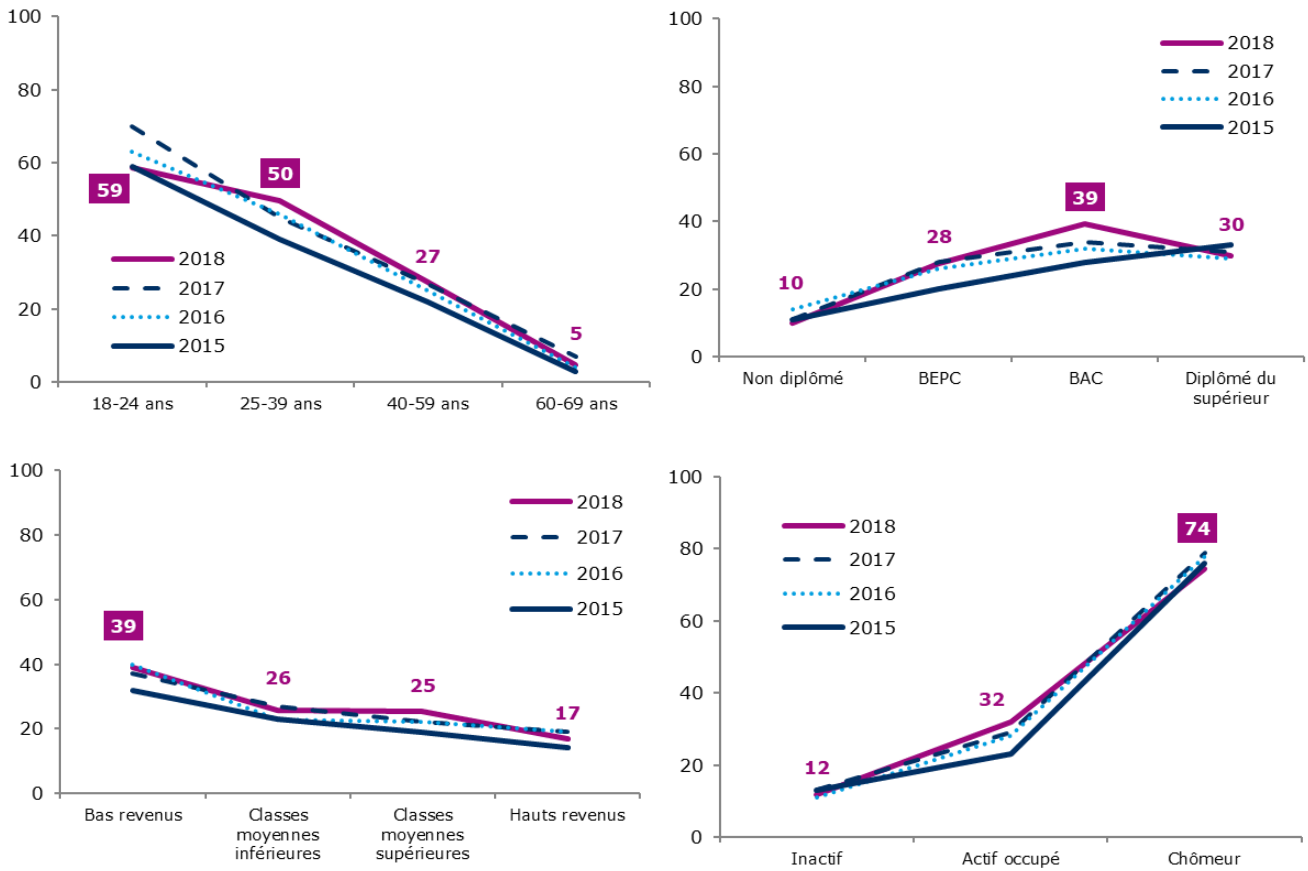 100
80
60
40
20
0
59
50
27
5
2018
2017
2016
2015
18-24 ans
25-39 ans
40-59 ans
60-69 ans
100
80
60
40
20
0
10
28
39
30
2018
2017
2016
2015
Non diplômé
BEPC
BAC
Diplômé du
supérieur
100
80
60
40
20
0
39
26
25
17
2018
2017
2016
2015
Bas revenus
Classes
moyennes
inférieures
Classes
moyennes
supérieures
Hauts revenus
100
80
60
40
20
0
12
32
74
2018
2017
2016
2015
Inactif
Actif occupé
Chômeur